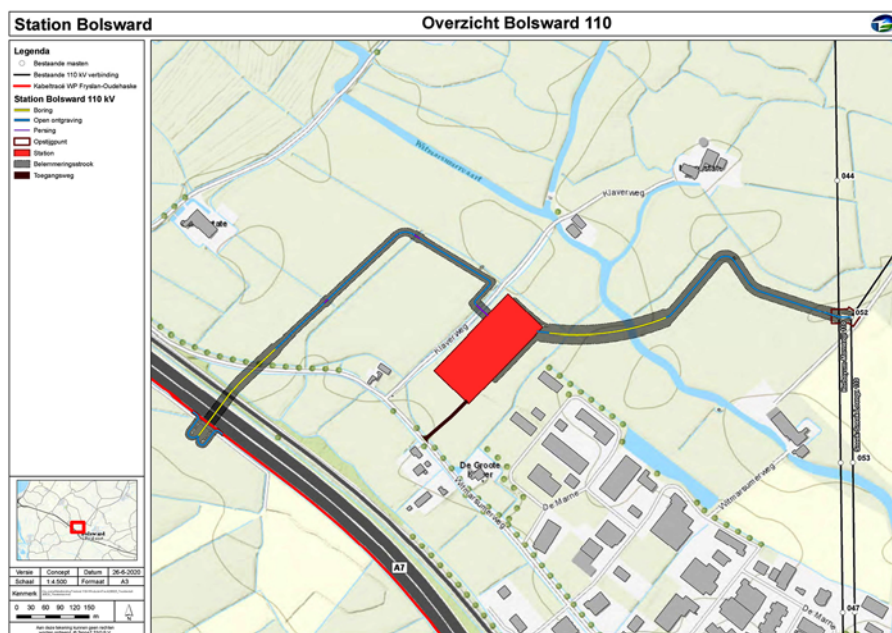 Station Bolsward
Overzicht Bolsward 110
Legenda
Bestaande masten
Bestaande 110 kV verbinding
Kabeltracé WP Fryslan-Oudehaske
Station Bolsward 110 kV
Boring
Open ontgraving
Persing
Opstijgpunt
Station
Belemmeringsstrook
Toegangsweg
Versie Concept Datum 26-6-2020
Schaal 1:4.500 Formaat A3
Kenmerk
0 30 60 90 120 150
m
044
Klaverweg
052
Klaverweg
De Groote
053
De Marne
Witmarsumerweg
Witmarsumerweg
A7
047
De Marne